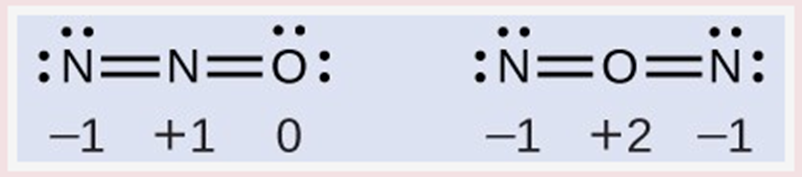 :N̈=N=Ö: :N̈=O=N̈:
–1 +1 0 –1 +2 –1